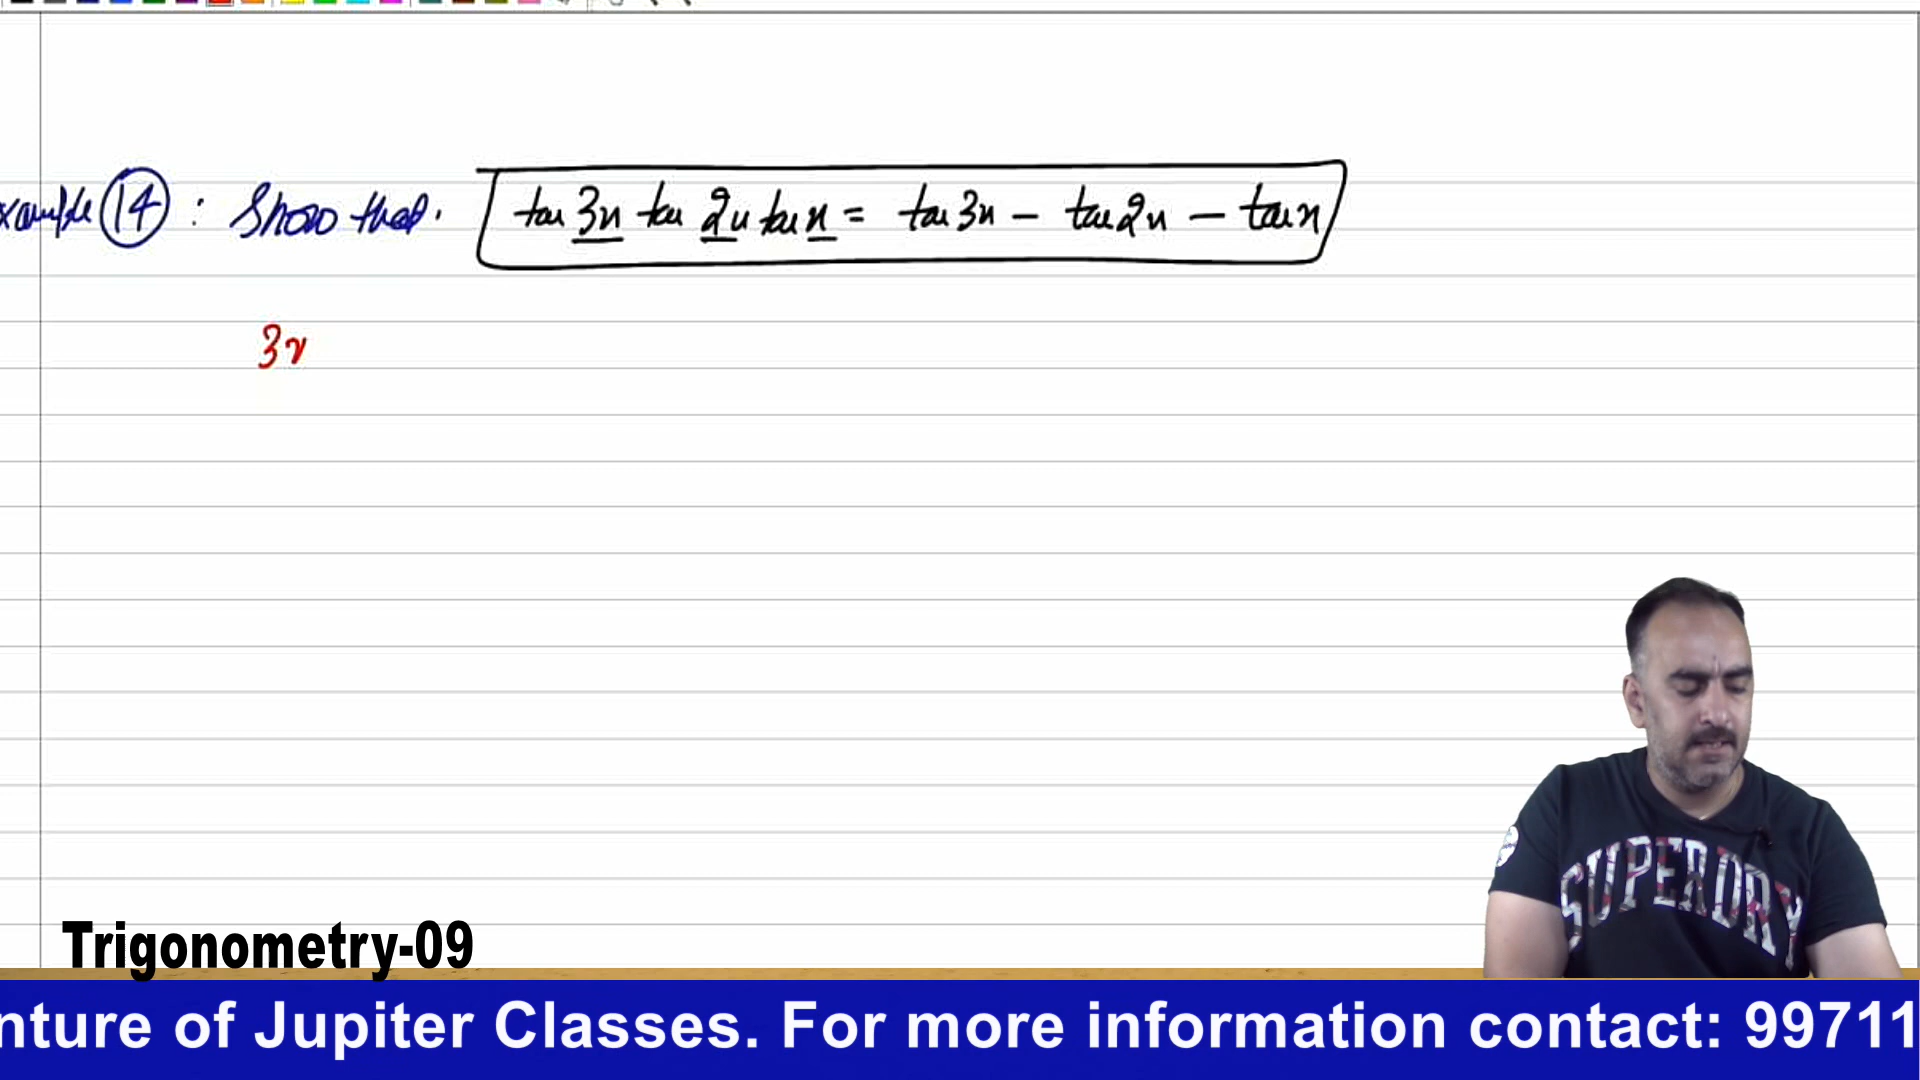 xample 14 : Show that. tan 3x tan 2x tan x = tan 3x - tan 2x - tan x
3x
SUPERDRY
Trigonometry-09
nture of Jupiter Classes. For more information contact: 99711